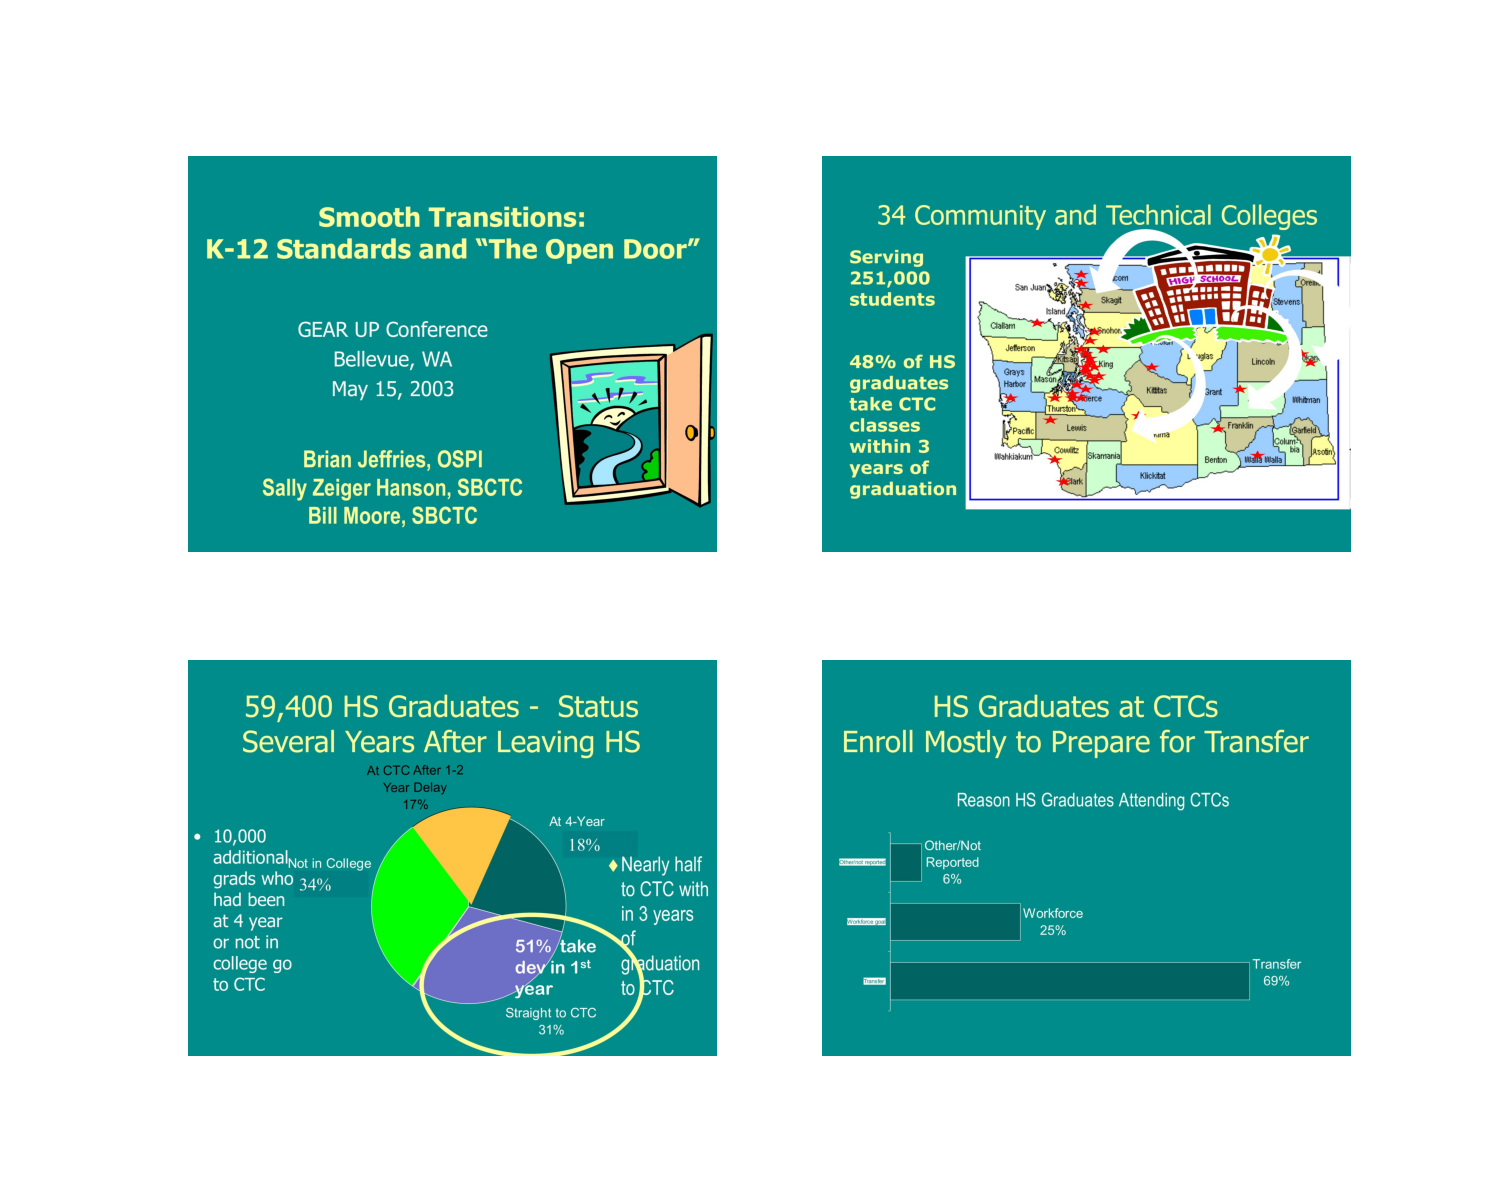 Smooth Transitions:
K-12 Standards and “The Open Door”
GEAR UP Conference
Bellevue, WA
May 15, 2003
Brian Jeffries, OSPI
Sally Zeiger Hanson, SBCTC
Bill Moore, SBCTC
34 Community and Technical Colleges
Serving
251,000
students
48% of HS
graduates
take CTC
classes
within 3
years of
graduation
HIGH SCHOOL
San Juan
Skagit
Island
Clallam
Snohom
Stevens
Jefferson
Kitsap
King
Douglas
Lincoln
Grays
Harbor
Mason
Kittitas
Grant
Whitman
Pierce
Thurston
Pacific
Lewis
Franklin
Garfield
Colum-
bia
Asotin
Wahkiakum
Cowlitz
Skamania
Benton
Walla Walla
Clark
Klickitat
59,400 HS Graduates - Status
Several Years After Leaving HS
At CTC After 1-2
Year Delay
17%
At 4-Year
18%
Not in College
34%
• 10,000
additional
grads who
had been
at 4 year
or not in
college go
to CTC
♦ Nearly half
to CTC with
in 3 years
of
graduation
to CTC
51% take
dev in 1st
year
Straight to CTC
31%
HS Graduates at CTCs
Enroll Mostly to Prepare for Transfer
Reason HS Graduates Attending CTCs
Other/not reported
Other/Not
Reported
6%
Workforce goal
Workforce
25%
Transfer
Transfer
69%